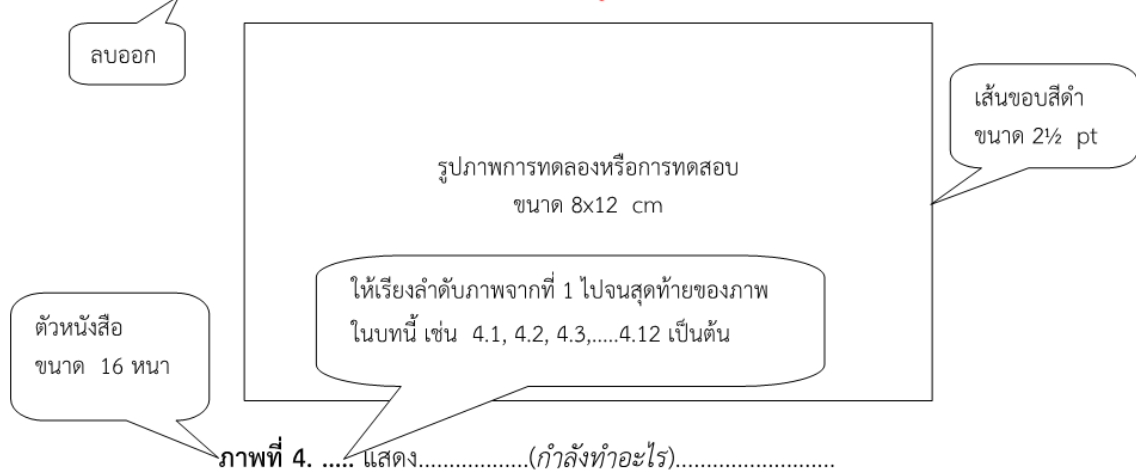 ลบออก
เส้นขอบสีดำ
ขนาด 2½ pt
รูปภาพการทดลองหรือการทดสอบ
ขนาด 8x12 cm
ให้เรียงลำดับภาพจากที่ 1 ไปจนสุดท้ายของภาพ
ในบทนี้ เช่น 4.1, 4.2, 4.3,.....4.12 เป็นต้น
ตัวหนังสือ
ขนาด 16 หนา
ภาพที่ 4. ..... แสดง..................(กำลังทำอะไร)..........................